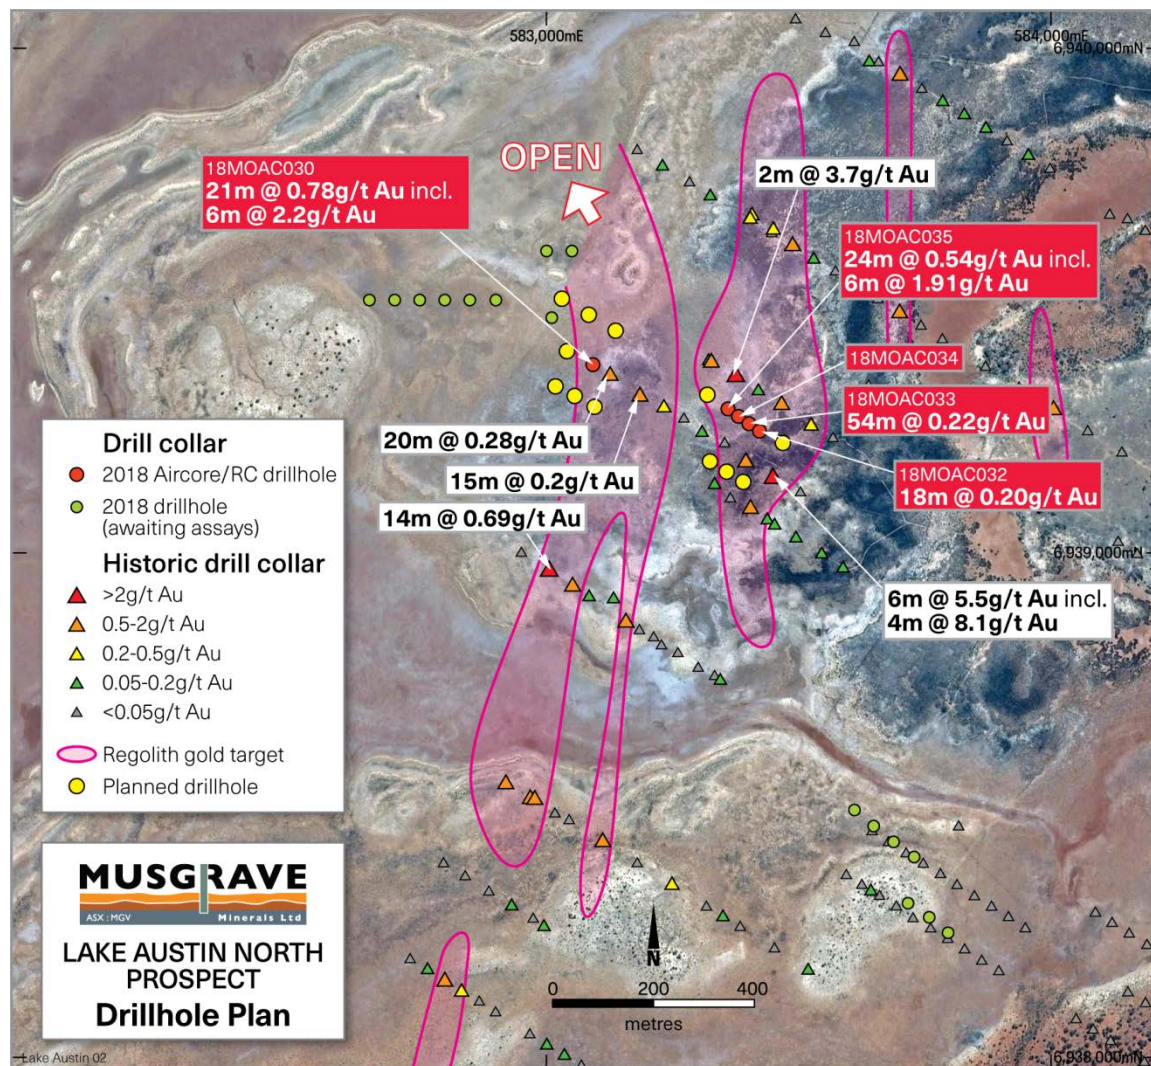 583,000mE
584,000mE
6,940,000mN
OPEN
18MOAC030
21m @ 0.78g/t Au incl.
6m @ 2.2g/t Au
2m @ 3.7g/t Au
18MOAC035
24m @ 0.54g/t Au incl.
6m @ 1.91g/t Au
18MOAC034
18MOAC033
54m @ 0.22g/t Au
18MOAC032
18m @ 0.20g/t Au
20m @ 0.28g/t Au
15m @ 0.2g/t Au
14m @ 0.69g/t Au
6,939,000mN
6m @ 5.5g/t Au incl.
4m @ 8.1g/t Au
Drill collar
2018 Aircore/RC drillhole
2018 drillhole
(awaiting assays)
Historic drill collar
>2g/t Au
0.5-2g/t Au
0.2-0.5g/t Au
0.05-0.2g/t Au
<0.05g/t Au
Regolith gold target
Planned drillhole
MUSGRAVE
ASX : MGV Minerals Ltd
LAKE AUSTIN NORTH
PROSPECT
Drillhole Plan
N
0 200 400
metres
Lake Austin 02
6,938,000mN